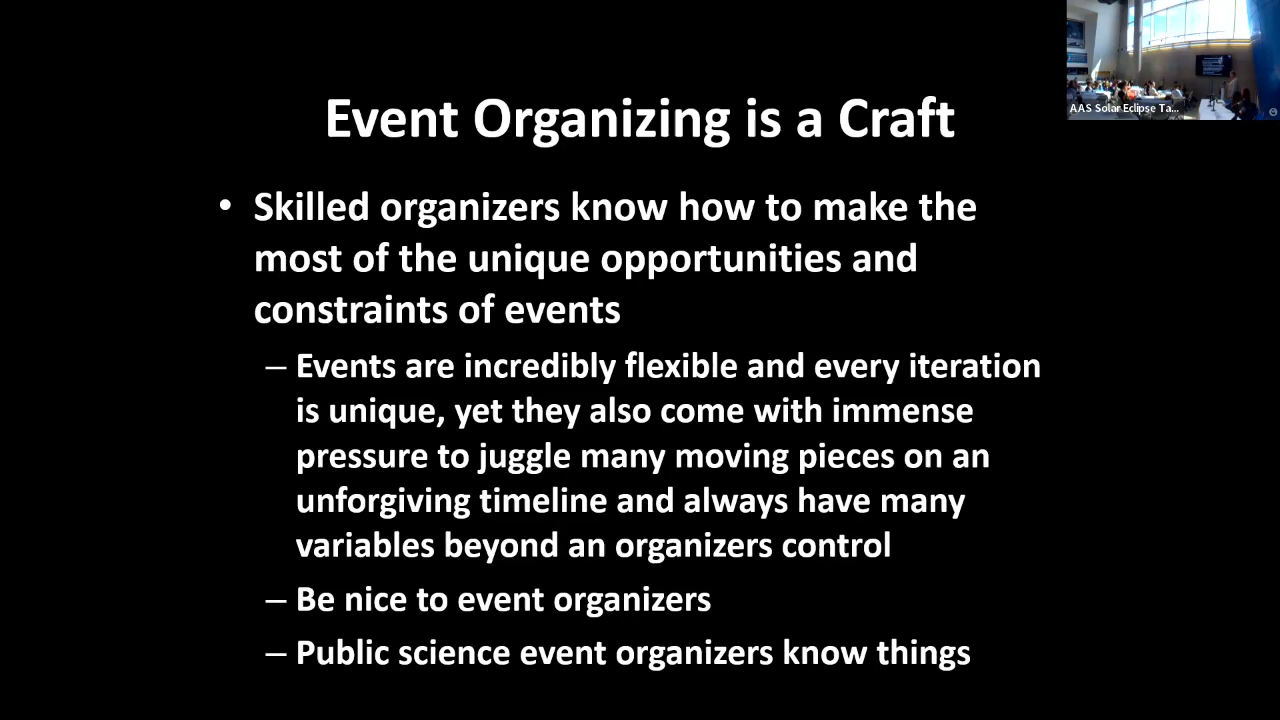 AAS Solar Eclipse Ta...
Event Organizing is a Craft
• Skilled organizers know how to make the
most of the unique opportunities and
constraints of events
– Events are incredibly flexible and every iteration
is unique, yet they also come with immense
pressure to juggle many moving pieces on an
unforgiving timeline and always have many
variables beyond an organizers control
– Be nice to event organizers
– Public science event organizers know things